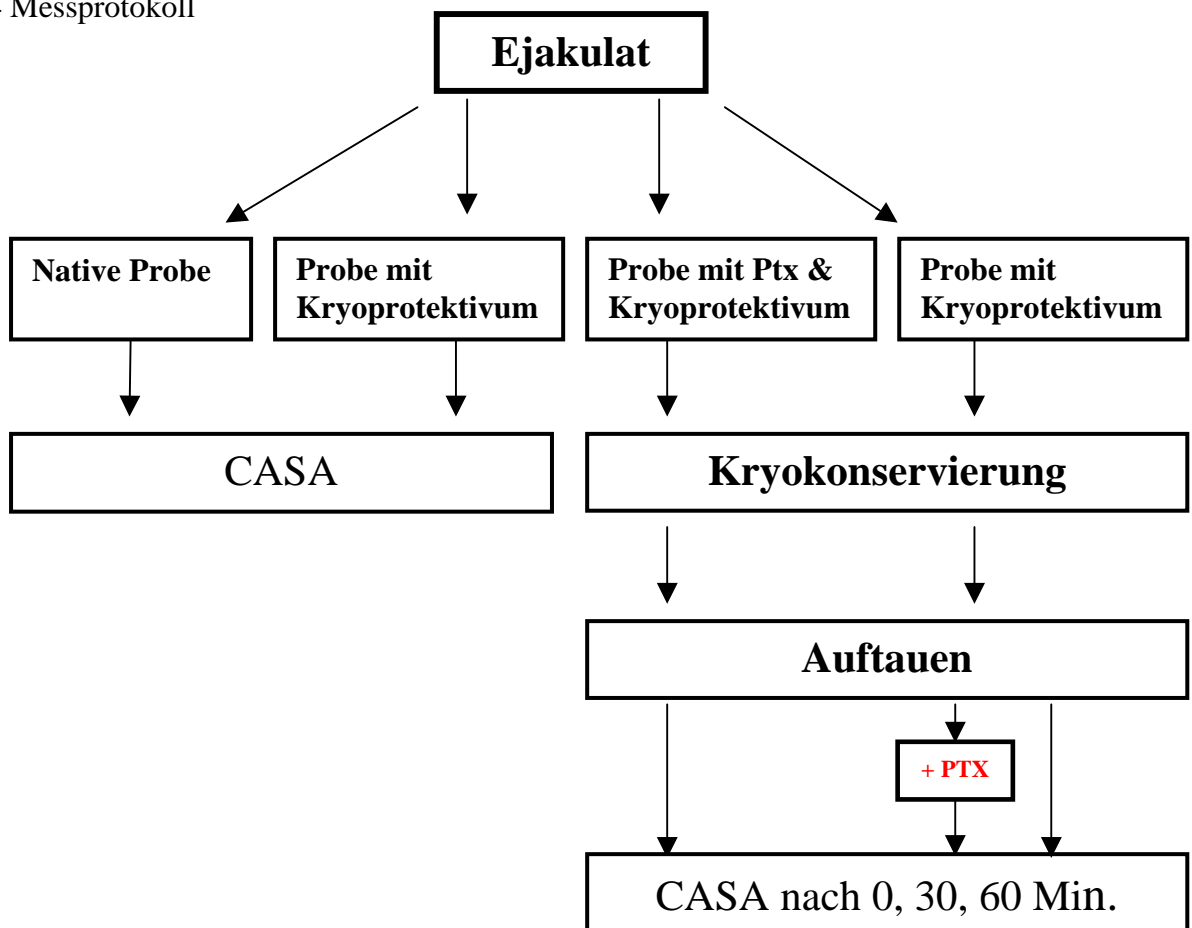 Messprotokoll
Ejakulat
Native Probe
Probe mit
Kryoprotektivum
Probe mit Ptx &
Kryoprotektivum
Probe mit
Kryoprotektivum
CASA
Kryokonservierung
Auftauen
+ PTX
CASA nach 0, 30, 60 Min.